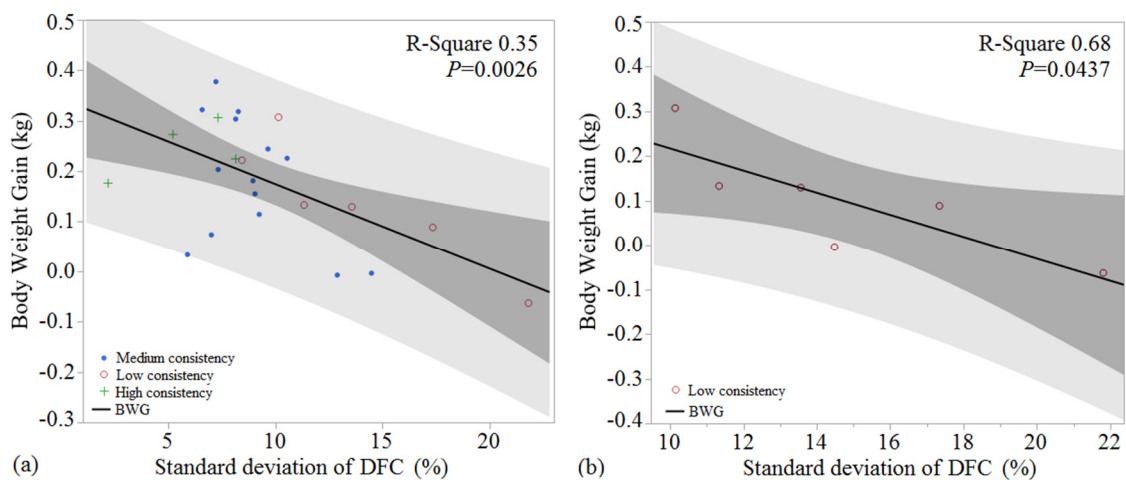 (a)
R-Square 0.35
P=0.0026
Body Weight Gain (kg)
0.5
0.4
0.3
0.2
0.1
0.0
-0.1
-0.2
-0.3
Medium consistency
Low consistency
High consistency
BWG
5
10
15
20
Standard deviation of DFC (%)
(b)
R-Square 0.68
P=0.0437
Body Weight Gain (kg)
0.5
0.4
0.3
0.2
0.1
0.0
-0.1
-0.2
-0.3
-0.4
Low consistency
BWG
10
12
14
16
18
20
22
Standard deviation of DFC (%)